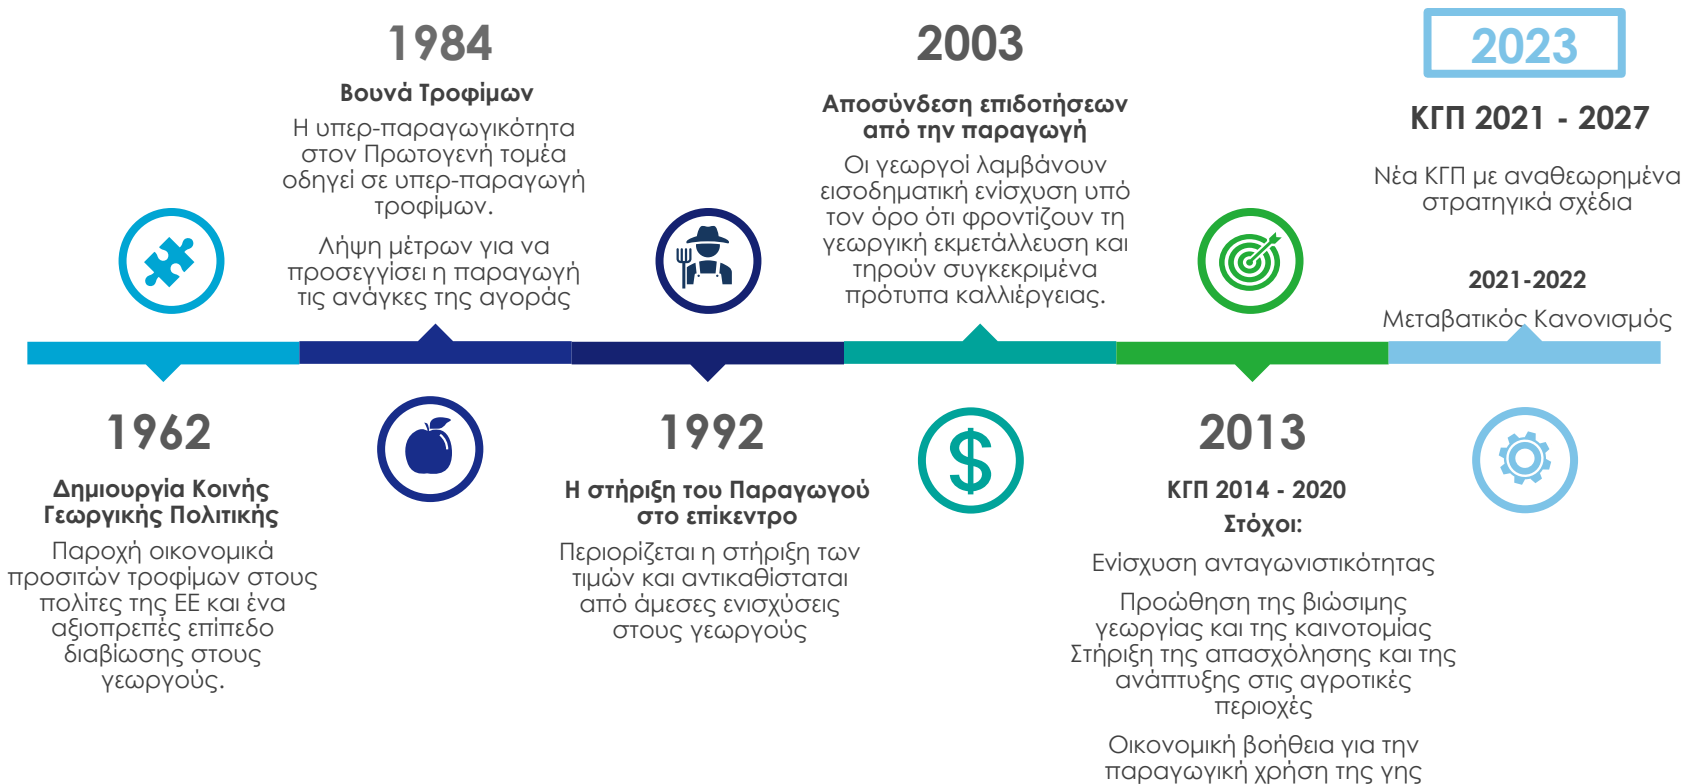 1962
Δημιουργία Κοινής
Γεωργικής Πολιτικής
Παροχή οικονομικά
προσιτών τροφίμων στους
πολίτες της ΕΕ και ένα
αξιοπρεπές επίπεδο
διαβίωσης στους
γεωργούς.
1984
Βουνά Τροφίμων
Η υπερ-παραγωγικότητα
στον Πρωτογενή τομέα
οδηγεί σε υπερ-παραγωγή
τροφίμων.
Λήψη μέτρων για να
προσεγγίσει η παραγωγή
τις ανάγκες της αγοράς
1992
Η στήριξη του Παραγωγού
στο επίκεντρο
Περιορίζεται η στήριξη των
τιμών και αντικαθίσταται
από άμεσες ενισχύσεις
στους γεωργούς
2003
Αποσύνδεση επιδοτήσεων
από την παραγωγή
Οι γεωργοί λαμβάνουν
εισοδηματική ενίσχυση υπό
τον όρο ότι φροντίζουν τη
γεωργική εκμετάλλευση και
τηρούν συγκεκριμένα
πρότυπα καλλιέργειας.
$
2013
ΚΓΠ 2014 - 2020
Στόχοι:
Ενίσχυση ανταγωνιστικότητας
Προώθηση της βιώσιμης
γεωργίας και της καινοτομίας
Στήριξη της απασχόλησης και της
ανάπτυξης στις αγροτικές
περιοχές
Οικονομική βοήθεια για την
παραγωγική χρήση της γης
2023
ΚΓΠ 2021 - 2027
Νέα ΚΓΠ με αναθεωρημένα
στρατηγικά σχέδια
2021-2022
Μεταβατικός Κανονισμός